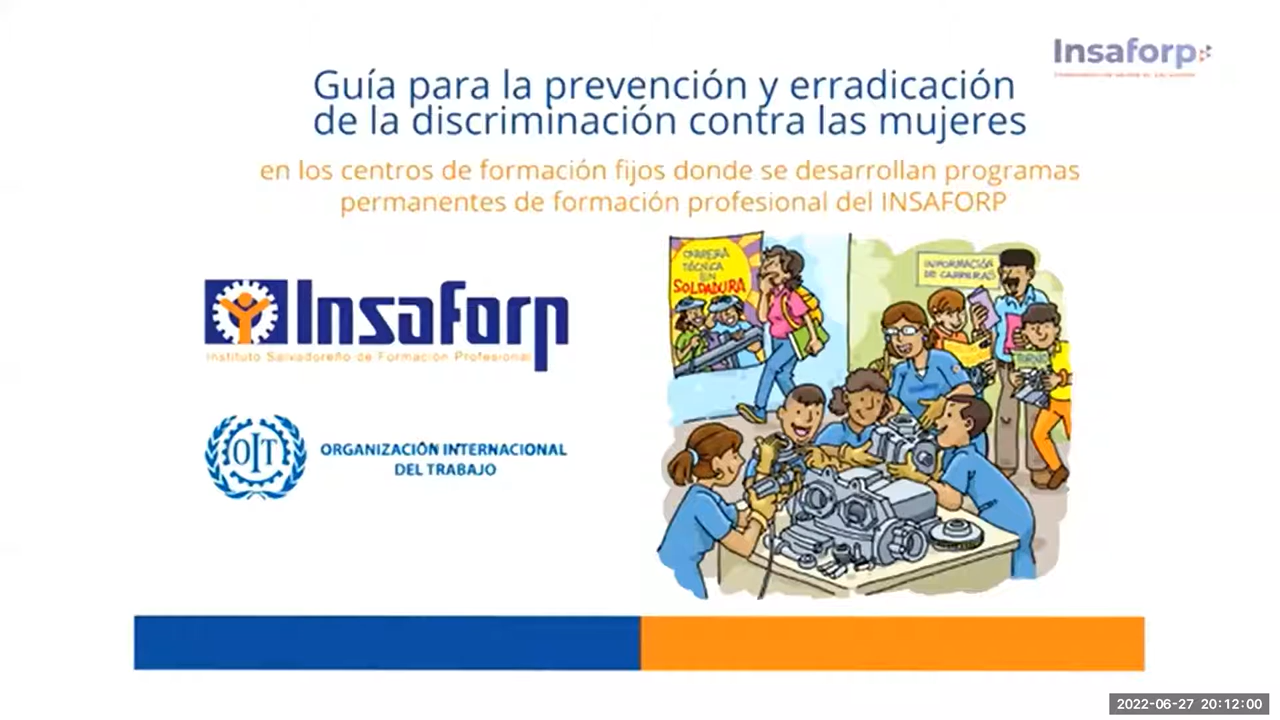 Insaforp
Guía para la prevención y erradicación
de la discriminación contra las mujeres
en los centros de formación fijos donde se desarrollan programas
permanentes de formación profesional del INSAFORP
Insaforp
Instituto Salvadoreño de Formación Profesional
OIT
ORGANIZACIÓN INTERNACIONAL
DEL TRABAJO
CARRERA
TÉCNICA
EN
SOLDADURA
INFORMACIÓN
DE CARRERAS
TORNO
2022-06-27 20:12:00